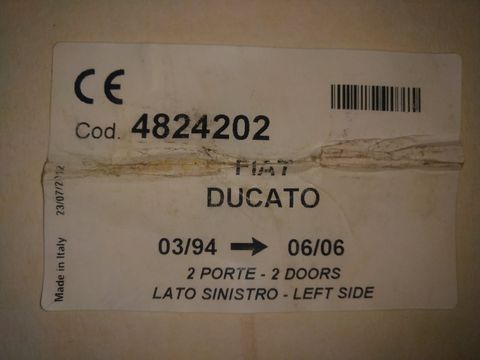 CE
Cod. 4824202
FIAT
DUCATO
03/94 → 06/06
2 PORTE - 2 DOORS
LATO SINISTRO - LEFT SIDE
Made in Italy 23/07/2012